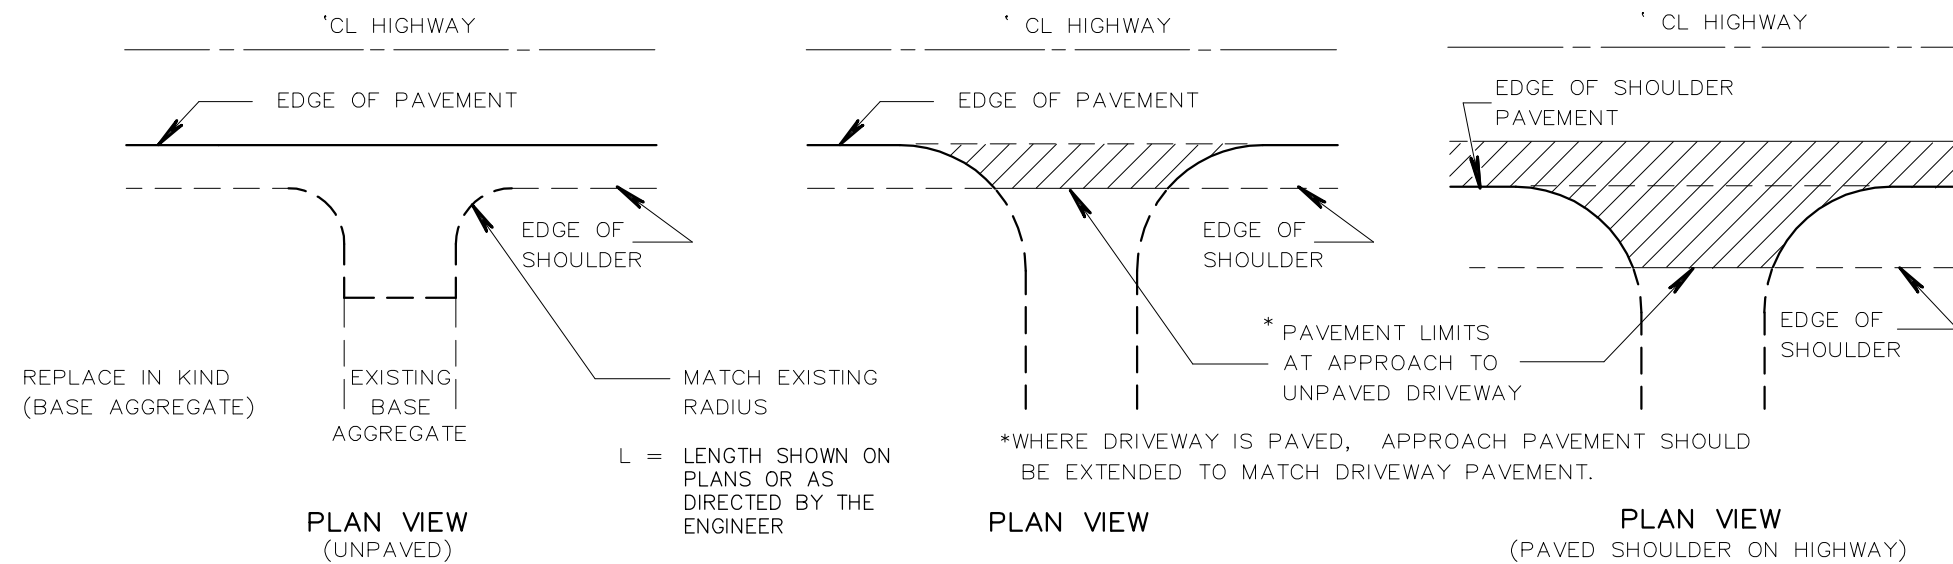 CL HIGHWAY
EDGE OF PAVEMENT
EDGE OF
SHOULDER
REPLACE IN KIND
(BASE AGGREGATE)
EXISTING
BASE
AGGREGATE
MATCH EXISTING
RADIUS
L = LENGTH SHOWN ON
PLANS OR AS
DIRECTED BY THE
ENGINEER
PLAN VIEW
(UNPAVED)
CL HIGHWAY
EDGE OF PAVEMENT
EDGE OF
SHOULDER
* PAVEMENT LIMITS
AT APPROACH TO
UNPAVED DRIVEWAY
*WHERE DRIVEWAY IS PAVED, APPROACH PAVEMENT SHOULD
BE EXTENDED TO MATCH DRIVEWAY PAVEMENT.
PLAN VIEW
CL HIGHWAY
EDGE OF SHOULDER
PAVEMENT
EDGE OF
SHOULDER
PLAN VIEW
(PAVED SHOULDER ON HIGHWAY)